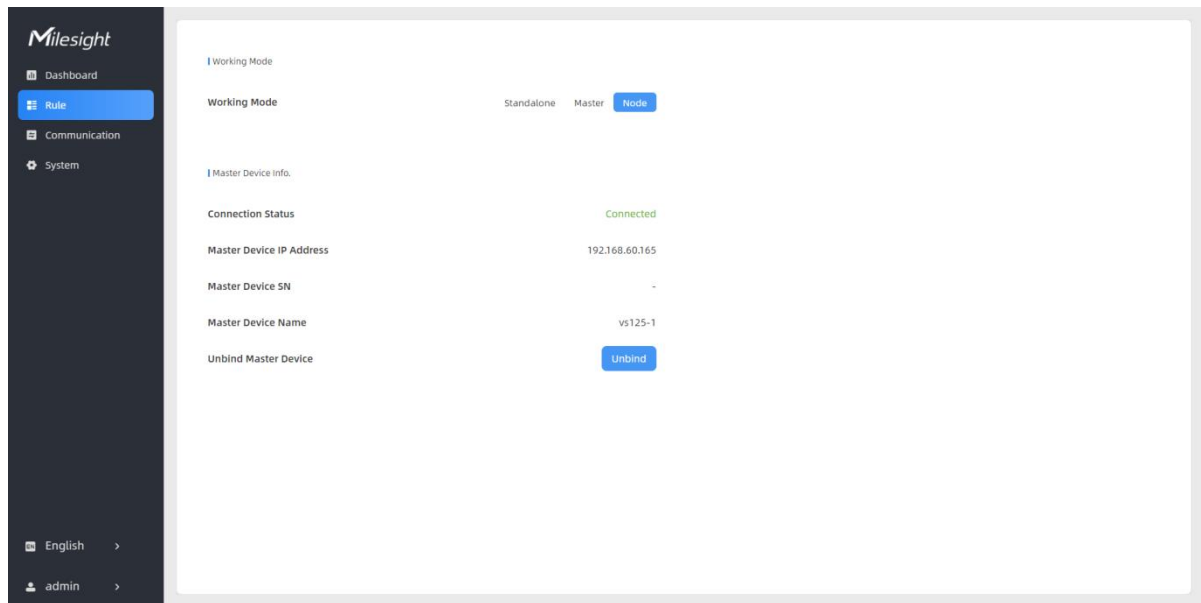 Milesight
Dashboard
Rule
Communication
System
EN English >
admin >
Working Mode
Working Mode Standalone Master Node
Master Device Info.
Connection Status Connected
Master Device IP Address 192.168.60.165
Master Device SN -
Master Device Name vs125-1
Unbind Master Device Unbind